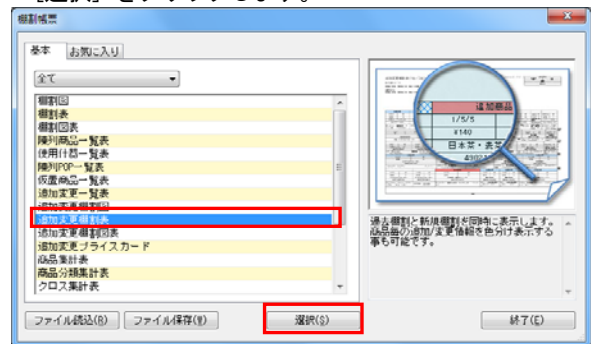 [選択]をクリックします。
棚割帳票
基本 お気に入り
全て
棚割図
棚割表
棚割図表
陳列商品一覧表
使用什器一覧表
陳列POP一覧表
仮置商品一覧表
追加変更一覧表
追加変更棚割図
追加変更棚割表
追加変更棚割図表
追加変更プライスカード
商品集計表
商品分類集計表
クロス集計表
追加商品
1/5/5
¥140
過去棚割と新規棚割を同時に表示します。
商品毎の追加/変更情報を色分け表示する
事も可能です。
ファイル読込(R) ファイル保存(W) 選択(S) 終了(E)